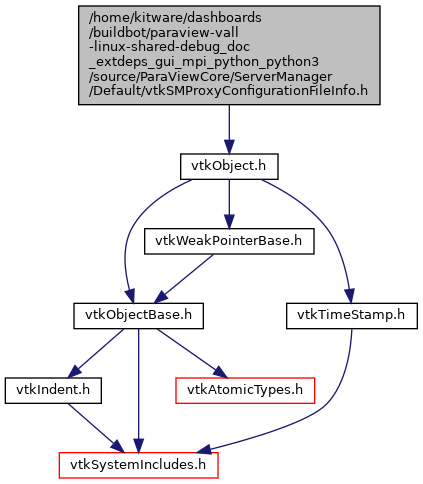 /home/kitware/dashboards
/buildbot/paraview-vall
-linux-shared-debug_doc
_extdeps_gui_mpi_python_python3
/source/ParaViewCore/ServerManager
/Default/vtkSMProxyConfigurationFileInfo.h
vtkObject.h
vtkWeakPointerBase.h
vtkObjectBase.h
vtkTimeStamp.h
vtkIndent.h
vtkAtomicTypes.h
vtkSystemIncludes.h